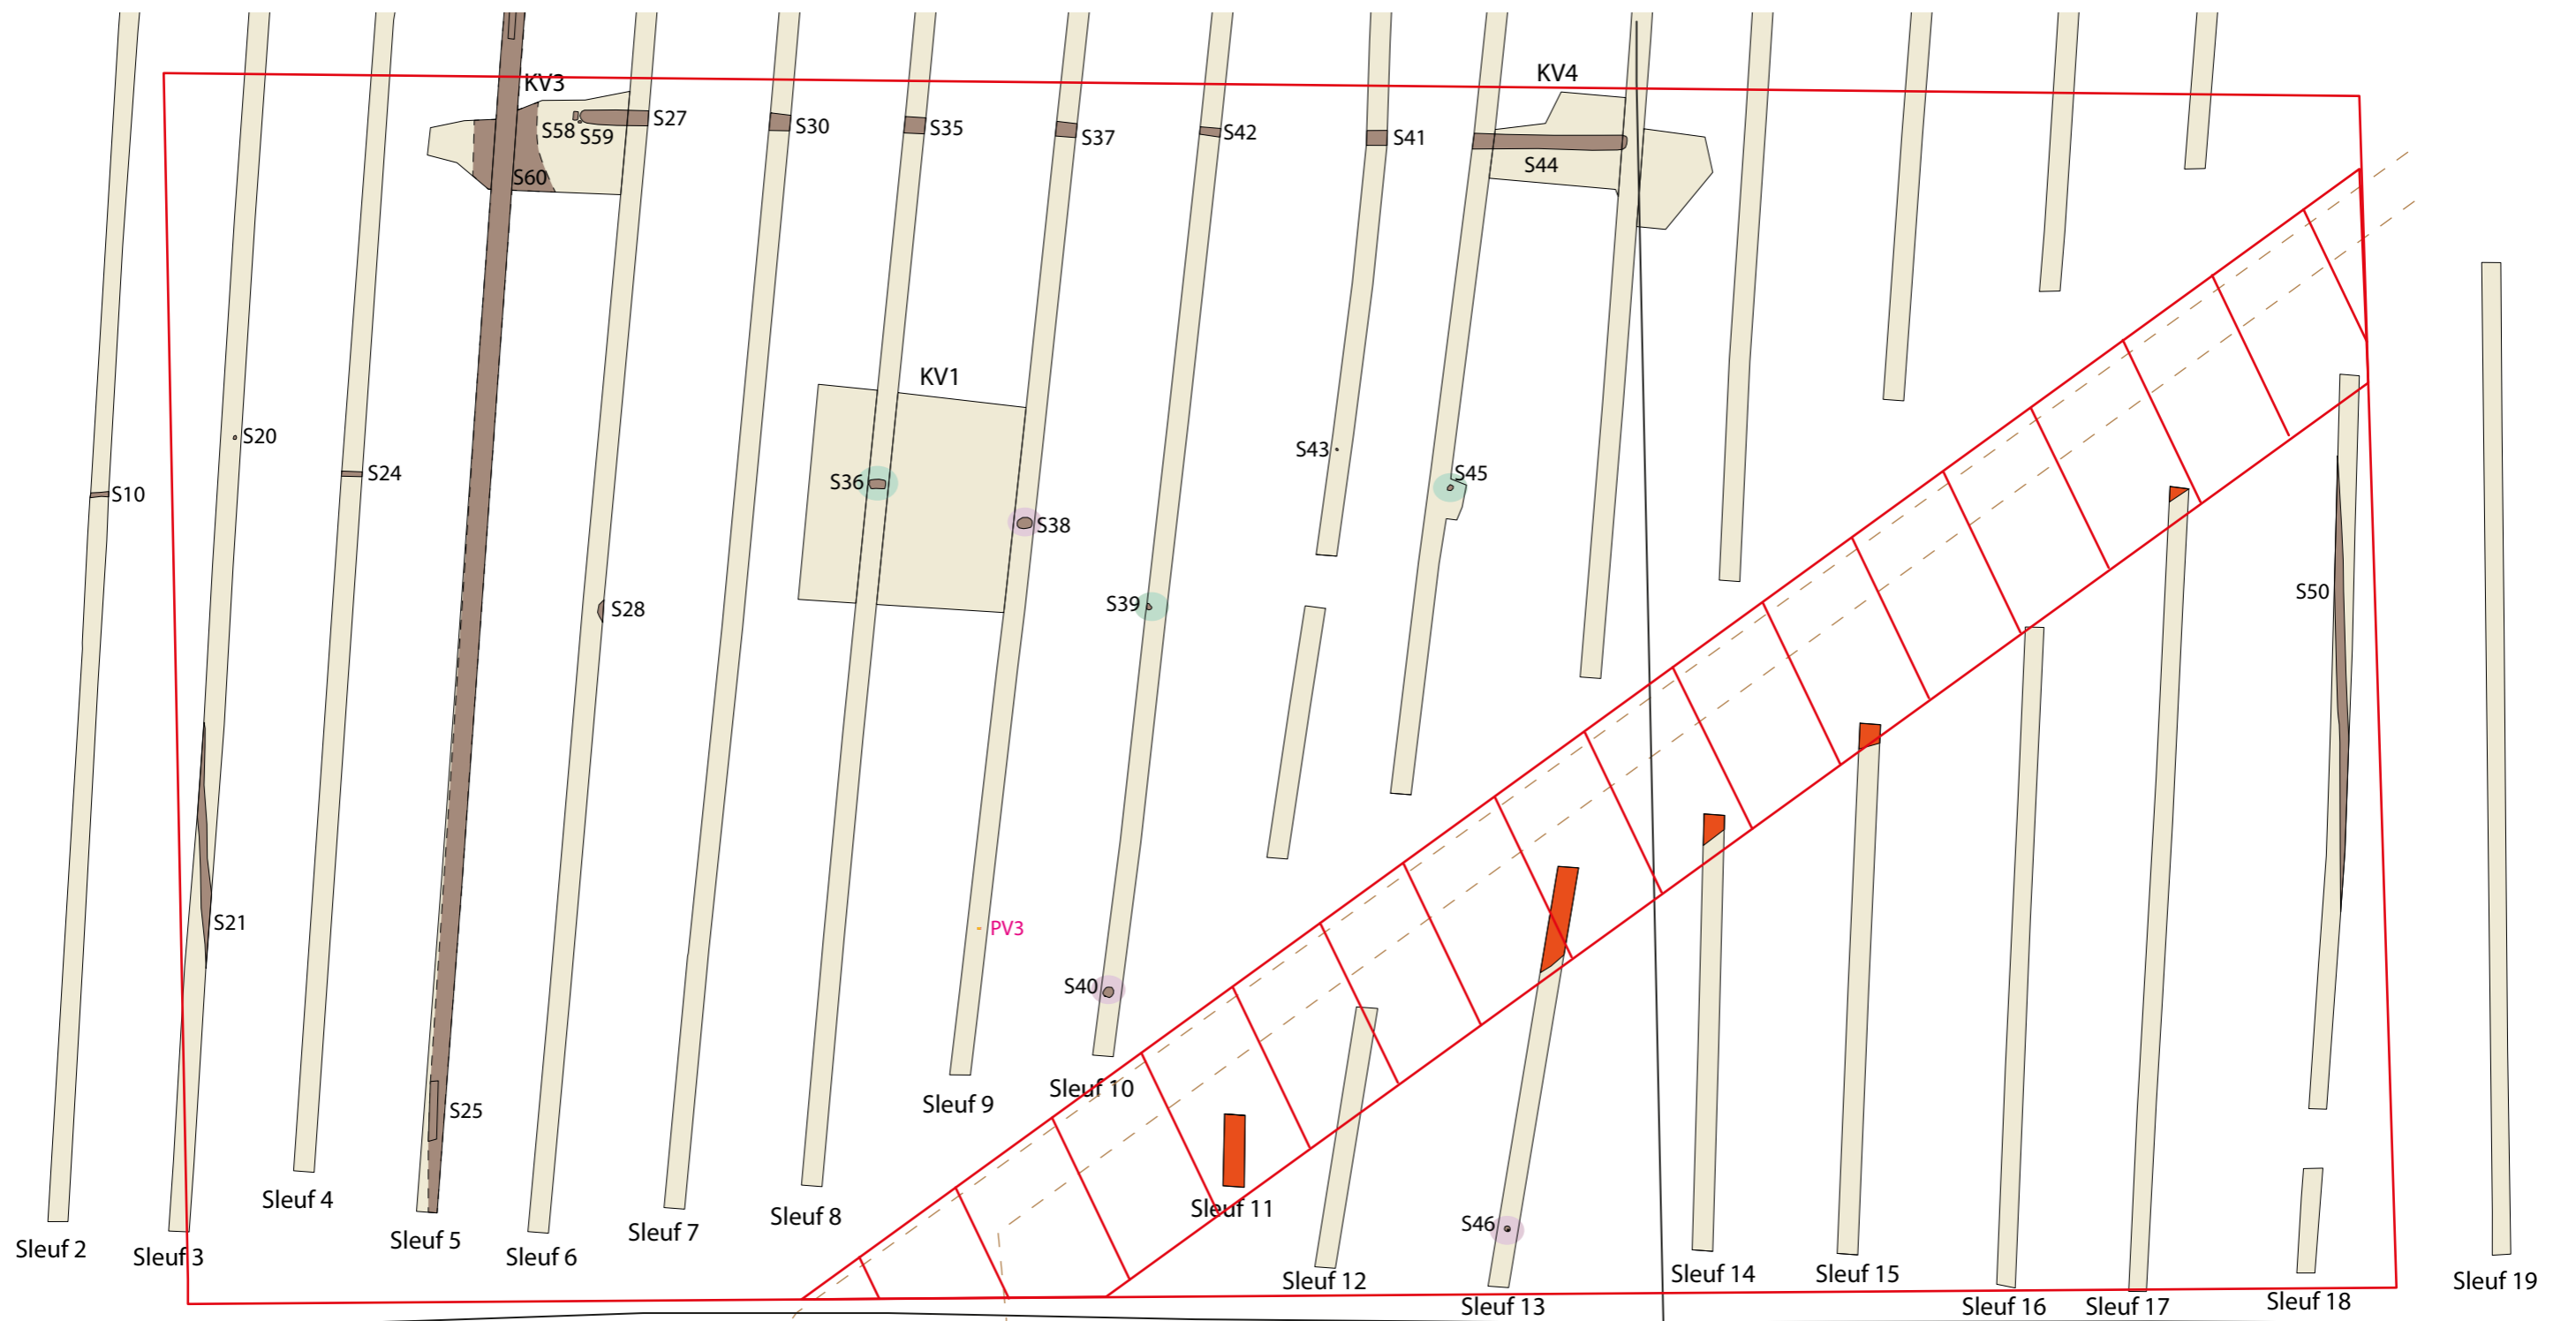 KV3
KV4
S58
S59
S27
S30
S35
S37
S42
S41
S44
S60
KV1
S20
S10
S24
S36
S38
S43
S45
S28
S39
S50
S21
PV3
S40
S25
S46
Sleuf 2
Sleuf 3
Sleuf 4
Sleuf 5
Sleuf 6
Sleuf 7
Sleuf 8
Sleuf 9
Sleuf 10
Sleuf 11
Sleuf 12
Sleuf 13
Sleuf 14
Sleuf 15
Sleuf 16
Sleuf 17
Sleuf 18
Sleuf 19